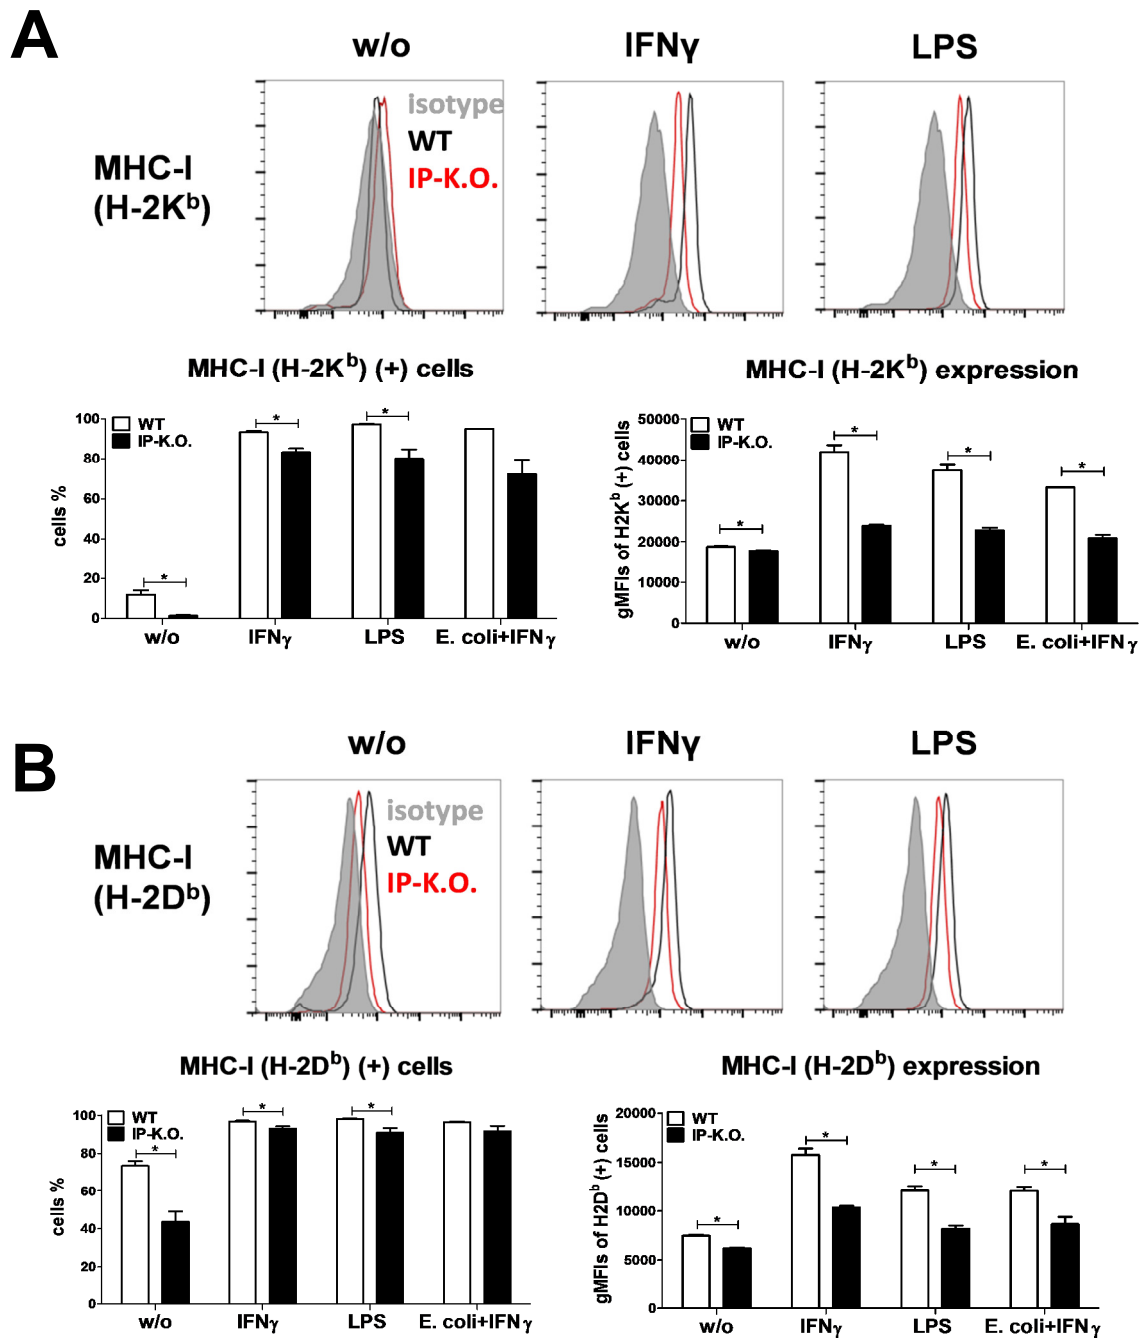 A
w/o IFNγ LPS
isotype
WT
IP-K.O.
MHC-I
(H-2Kb)
MHC-I (H-2Kb) (+) cells
WT
IP-K.O.
cells %
100
80
60
40
20
0
* * *
w/o IFNγ LPS E. coli+IFNγ
MHC-I (H-2Kb) expression
WT
IP-K.O.
gMFIs of H2Kb (+) cells
50000
40000
30000
20000
10000
0
* * * *
w/o IFNγ LPS E. coli+IFNγ
B
w/o IFNγ LPS
isotype
WT
IP-K.O.
MHC-I
(H-2Db)
MHC-I (H-2Db) (+) cells
WT
IP-K.O.
cells %
100
80
60
40
20
0
* * *
w/o IFNγ LPS E. coli+IFNγ
MHC-I (H-2Db) expression
WT
IP-K.O.
gMFIs of H2Db (+) cells
20000
15000
10000
5000
0
* * * *
w/o IFNγ LPS E. coli+IFNγ